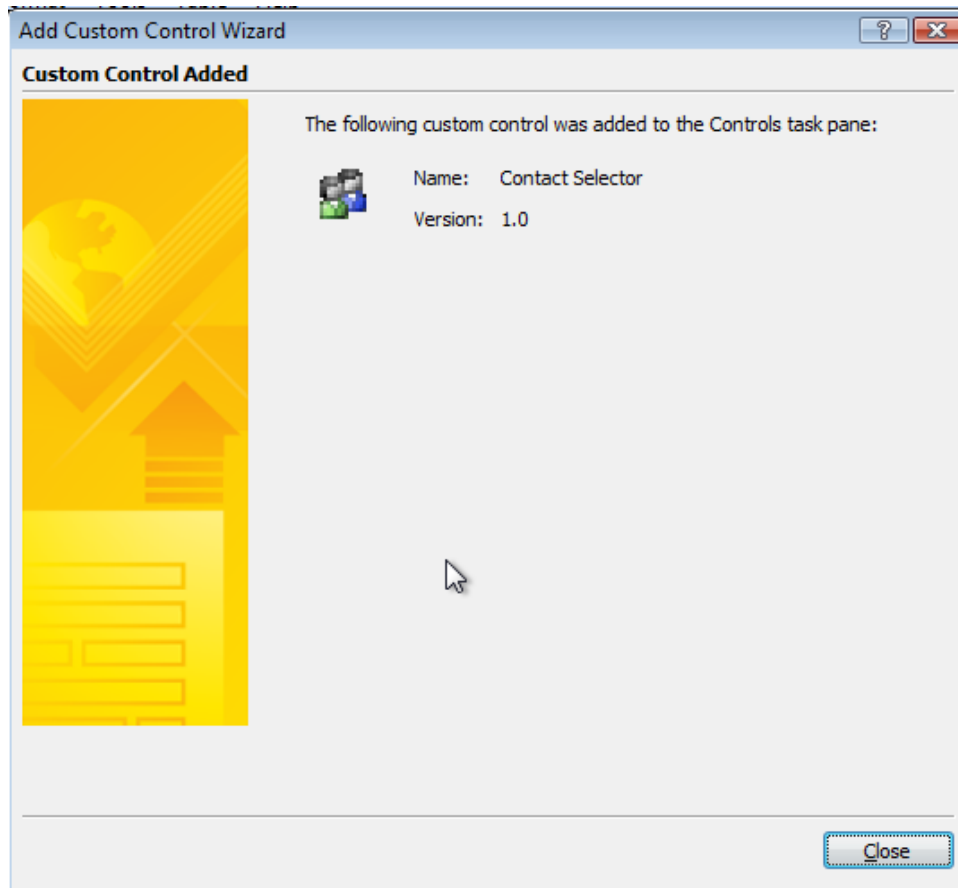 Add Custom Control Wizard
Custom Control Added
The following custom control was added to the Controls task pane:
Name: Contact Selector
Version: 1.0
Close